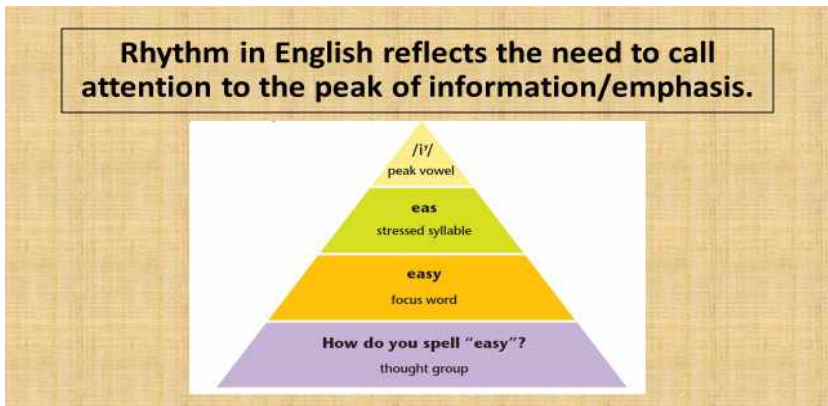 Rhythm in English reflects the need to call
attention to the peak of information/emphasis.
/iʸ/
peak vowel
eas
stressed syllable
easy
focus word
How do you spell “easy”?
thought group